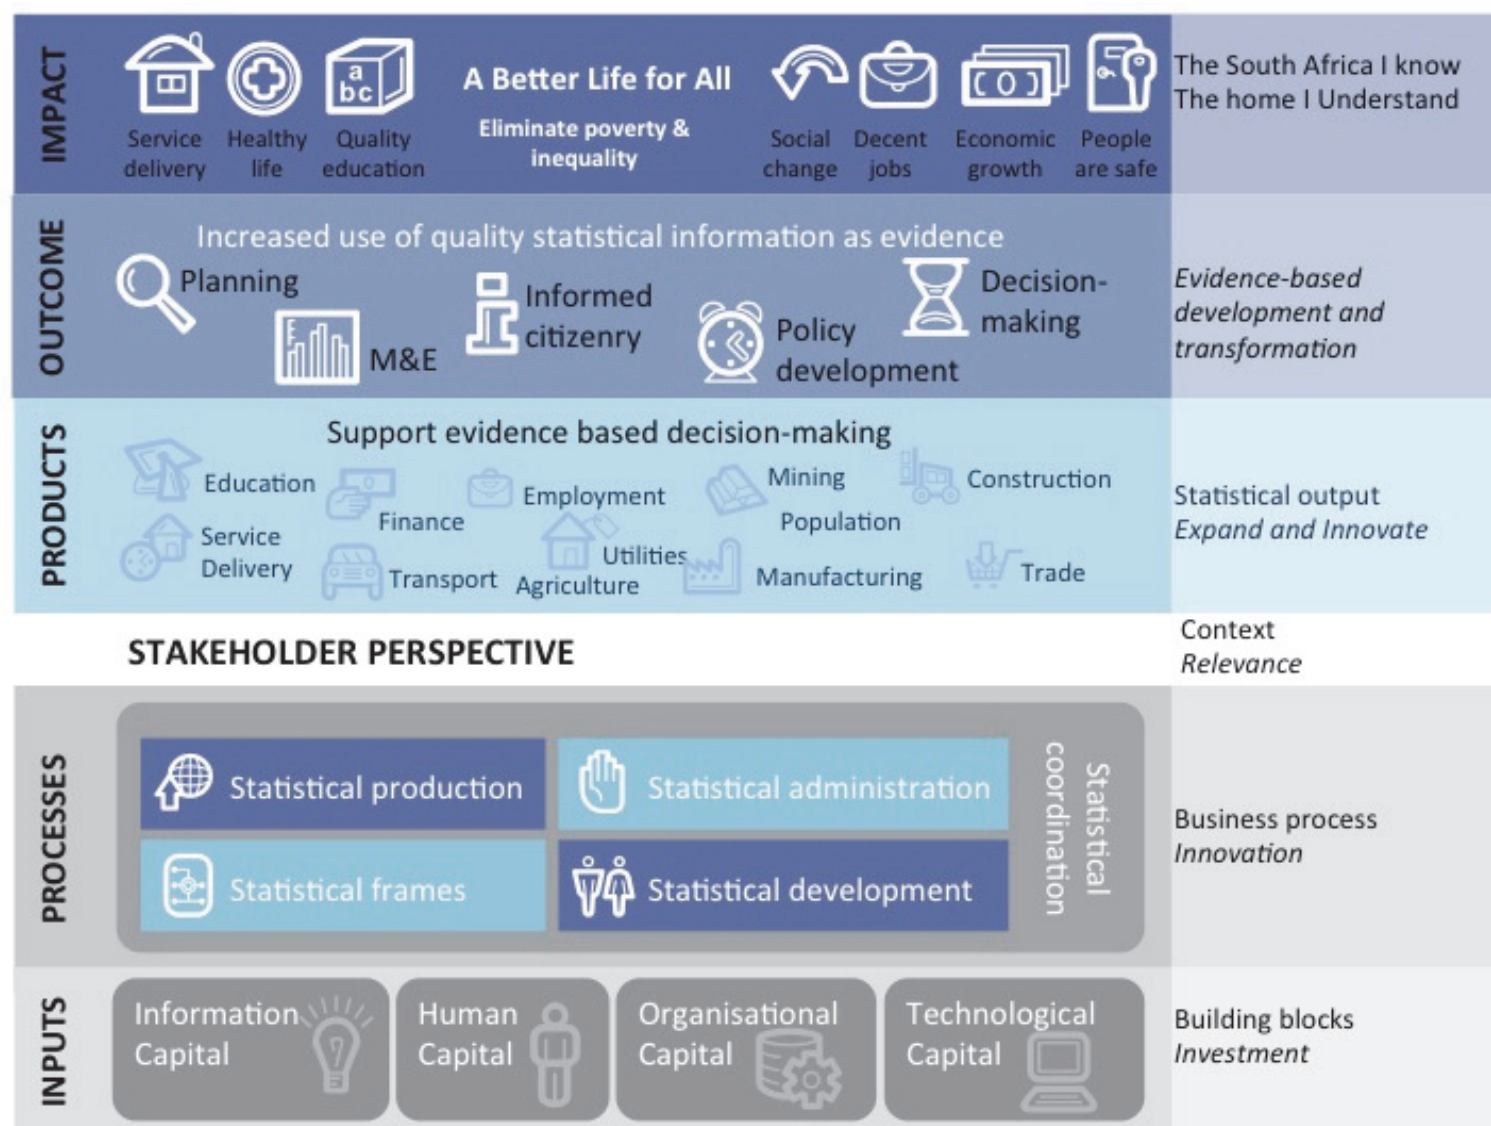 IMPACT
Service
delivery
Healthy
life
a
bc
Quality
education
A Better Life for All
Eliminate poverty &
inequality
Social
change
Decent
jobs
Economic
growth
People
are safe
The South Africa I know
The home I Understand
OUTCOME
Increased use of quality statistical information as evidence
Planning
M&E
Informed
citizenry
Policy
development
Decision-
making
Evidence-based
development and
transformation
PRODUCTS
Support evidence based decision-making
Education
Finance
Employment
Mining
Construction
Population
Service
Delivery
Transport
Utilities
Agriculture
Manufacturing
Trade
Statistical output
Expand and Innovate
STAKEHOLDER PERSPECTIVE
Context
Relevance
PROCESSES
Statistical production
Statistical administration
Statistical frames
Statistical development
Statistical
coordination
Business process
Innovation
INPUTS
Information
Capital
Human
Capital
Organisational
Capital
Technological
Capital
Building blocks
Investment